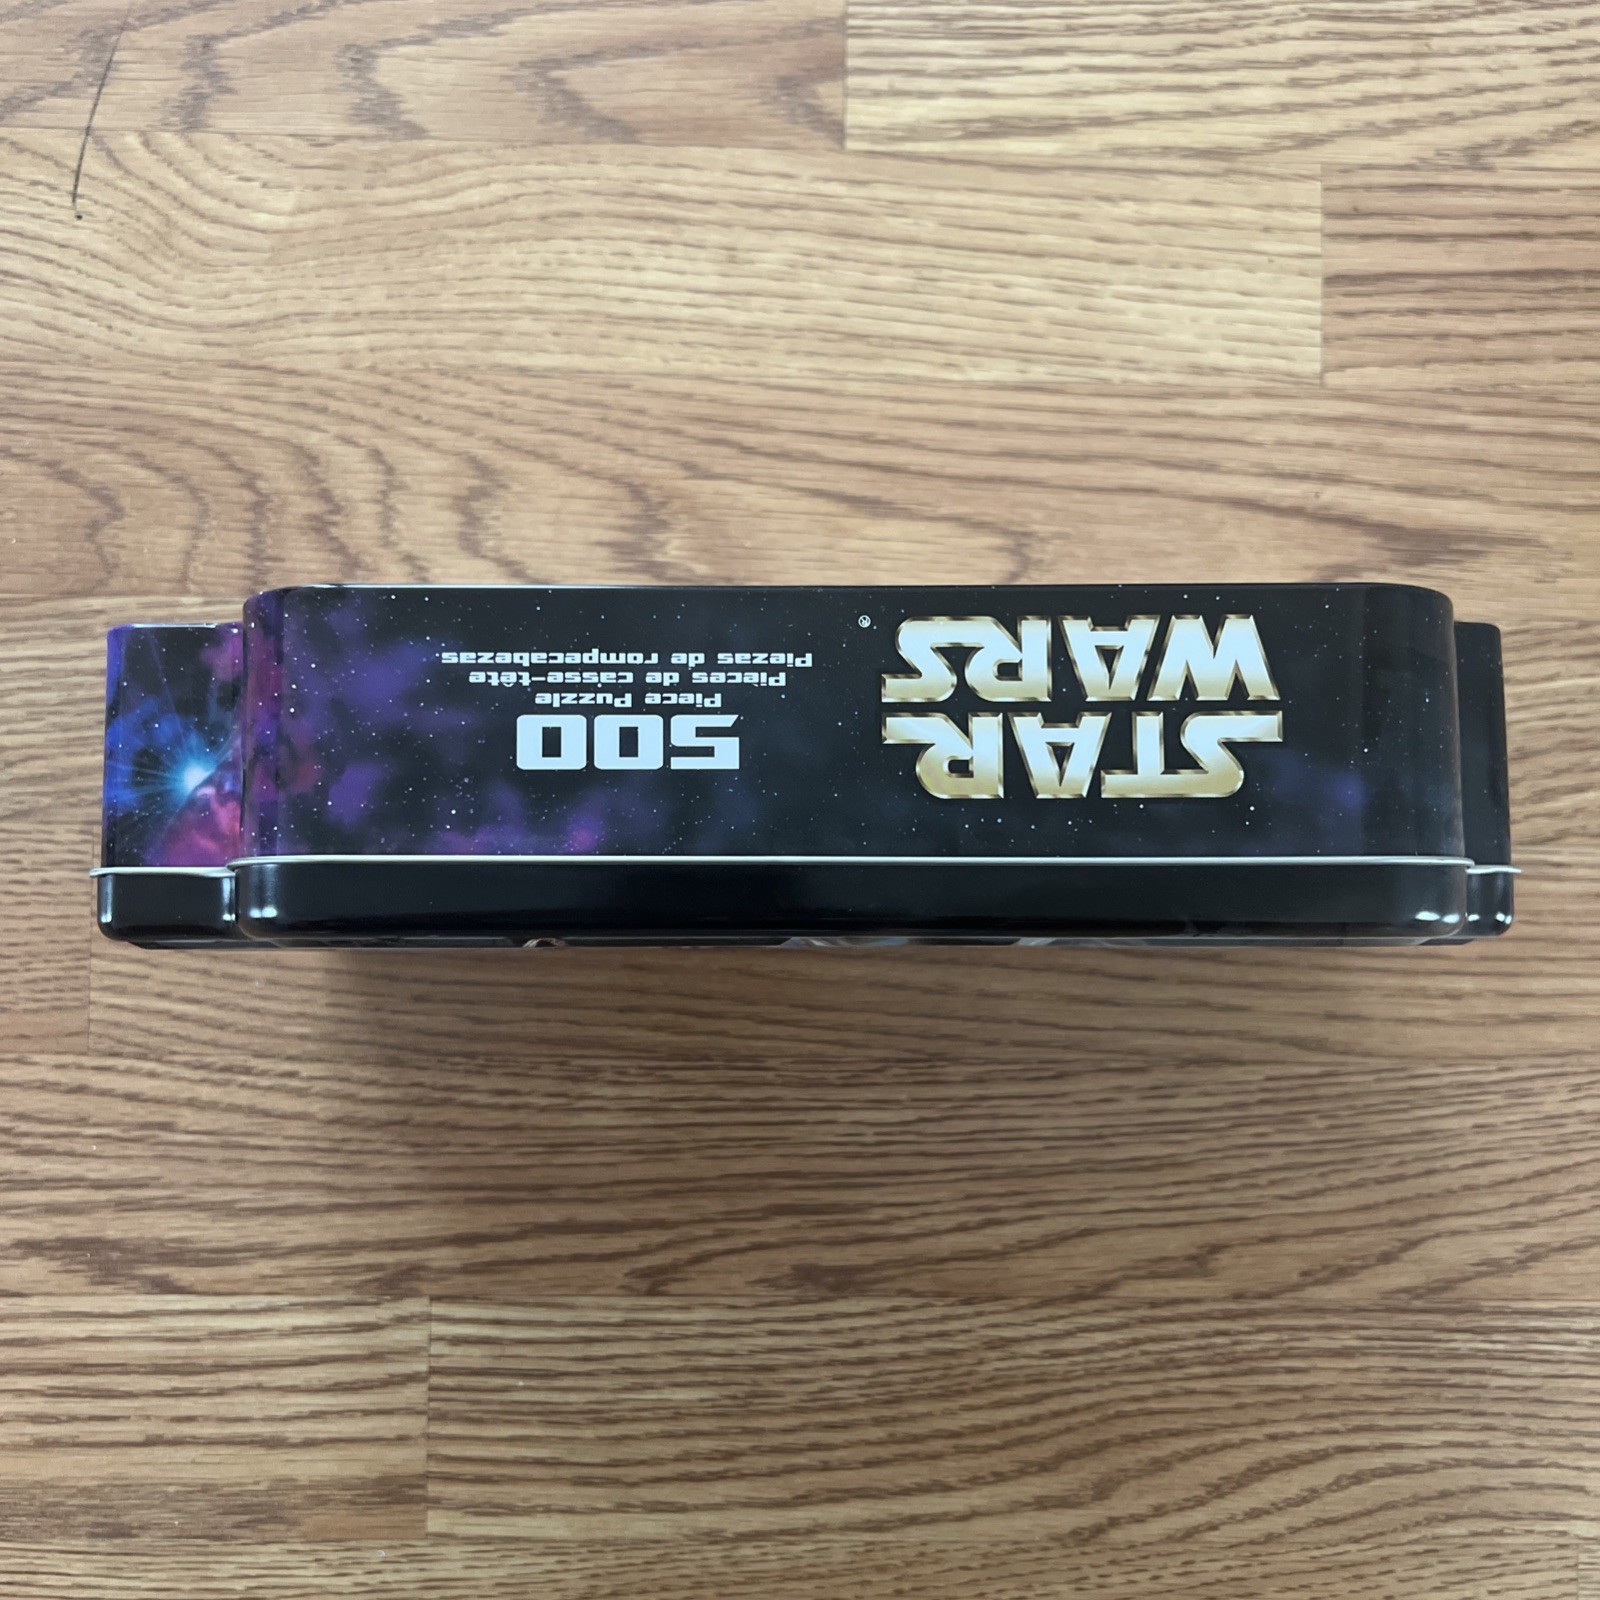 STAR
WARS
®
500
Piece Puzzle
Pièces de casse-tête
Piezas de rompecabezas